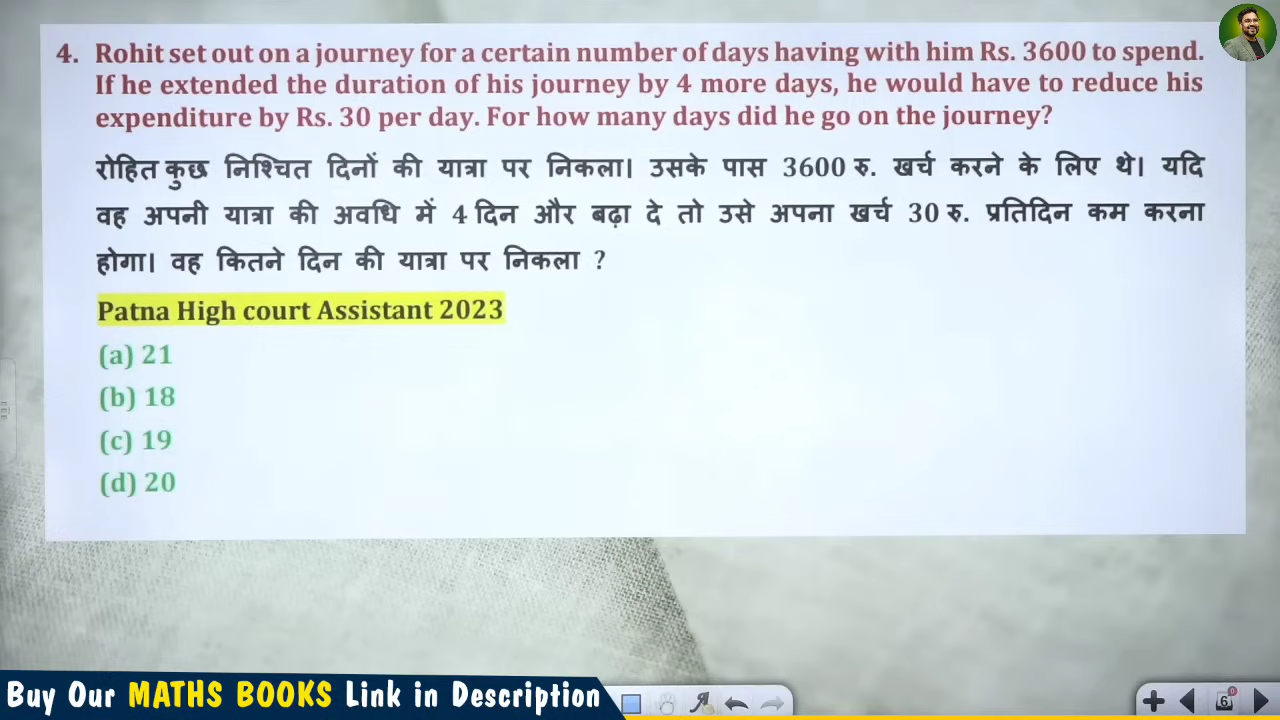 4. Rohit set out on a journey for a certain number of days having with him Rs. 3600 to spend.
If he extended the duration of his journey by 4 more days, he would have to reduce his
expenditure by Rs. 30 per day. For how many days did he go on the journey?
रोहित कुछ निश्चित दिनों की यात्रा पर निकला। उसके पास 3600 रु. खर्च करने के लिए थे। यदि
वह अपनी यात्रा की अवधि में 4 दिन और बढ़ा दे तो उसे अपना खर्च 30 रु. प्रतिदिन कम करना
होगा। वह कितने दिन की यात्रा पर निकला ?
Patna High court Assistant 2023
(a) 21
(b) 18
(c) 19
(d) 20
Buy Our MATHS BOOKS Link in Description
6
0